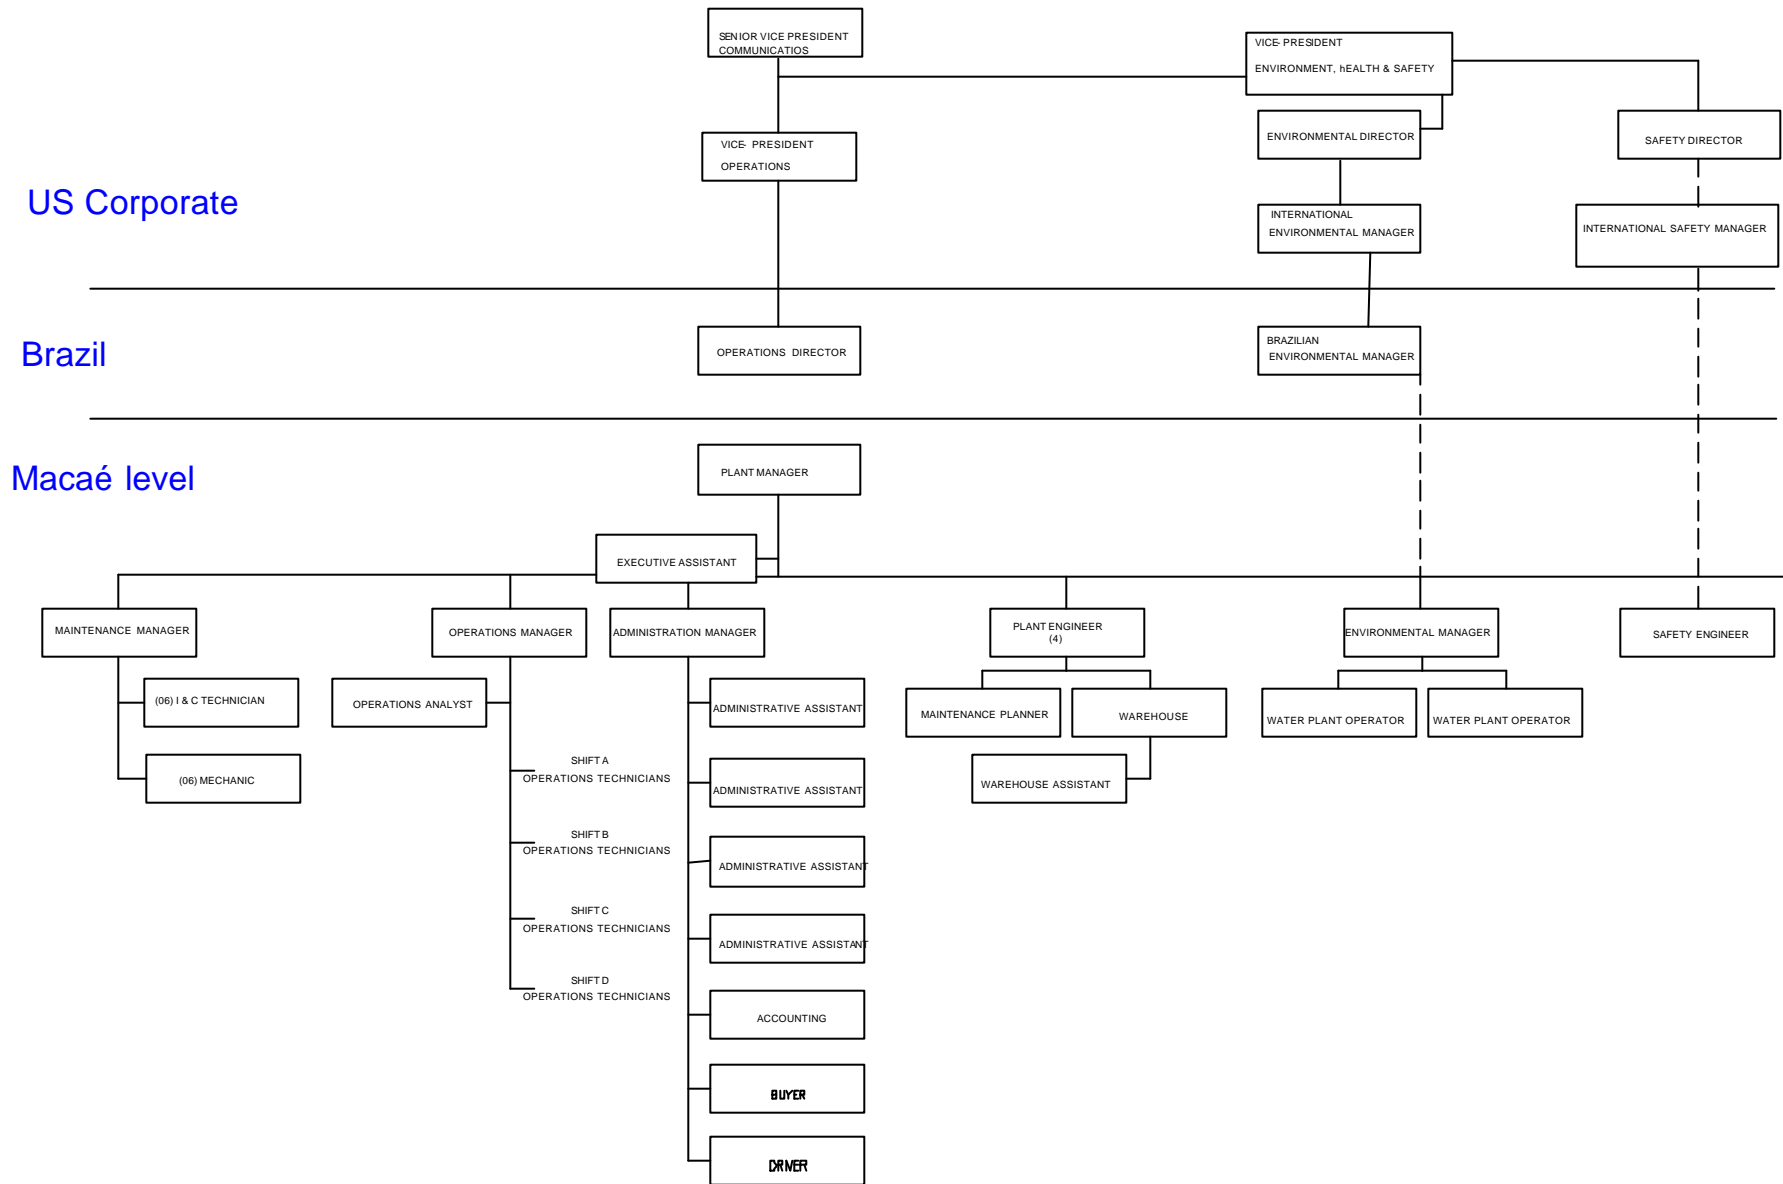 SENIOR VICE PRESIDENT
COMMUNICATIOS
VICE- PRESIDENT
ENVIRONMENT, hEALTH & SAFETY
VICE- PRESIDENT
OPERATIONS
ENVIRONMENTAL DIRECTOR
SAFETY DIRECTOR
US Corporate
INTERNATIONAL
ENVIRONMENTAL MANAGER
INTERNATIONAL SAFETY MANAGER
Brazil
OPERATIONS DIRECTOR
BRAZILIAN
ENVIRONMENTAL MANAGER
Macaé level
PLANT MANAGER
EXECUTIVE ASSISTANT
MAINTENANCE MANAGER
OPERATIONS MANAGER
ADMINISTRATION MANAGER
PLANT ENGINEER
(4)
ENVIRONMENTAL MANAGER
SAFETY ENGINEER
(06) I & C TECHNICIAN
OPERATIONS ANALYST
ADMINISTRATIVE ASSISTANT
MAINTENANCE PLANNER
WAREHOUSE
WATER PLANT OPERATOR
WATER PLANT OPERATOR
(06) MECHANIC
SHIFT A
OPERATIONS TECHNICIANS
ADMINISTRATIVE ASSISTANT
WAREHOUSE ASSISTANT
SHIFT B
OPERATIONS TECHNICIANS
ADMINISTRATIVE ASSISTANT
SHIFT C
OPERATIONS TECHNICIANS
ADMINISTRATIVE ASSISTANT
SHIFT D
OPERATIONS TECHNICIANS
ACCOUNTING
BUYER
DRIVER